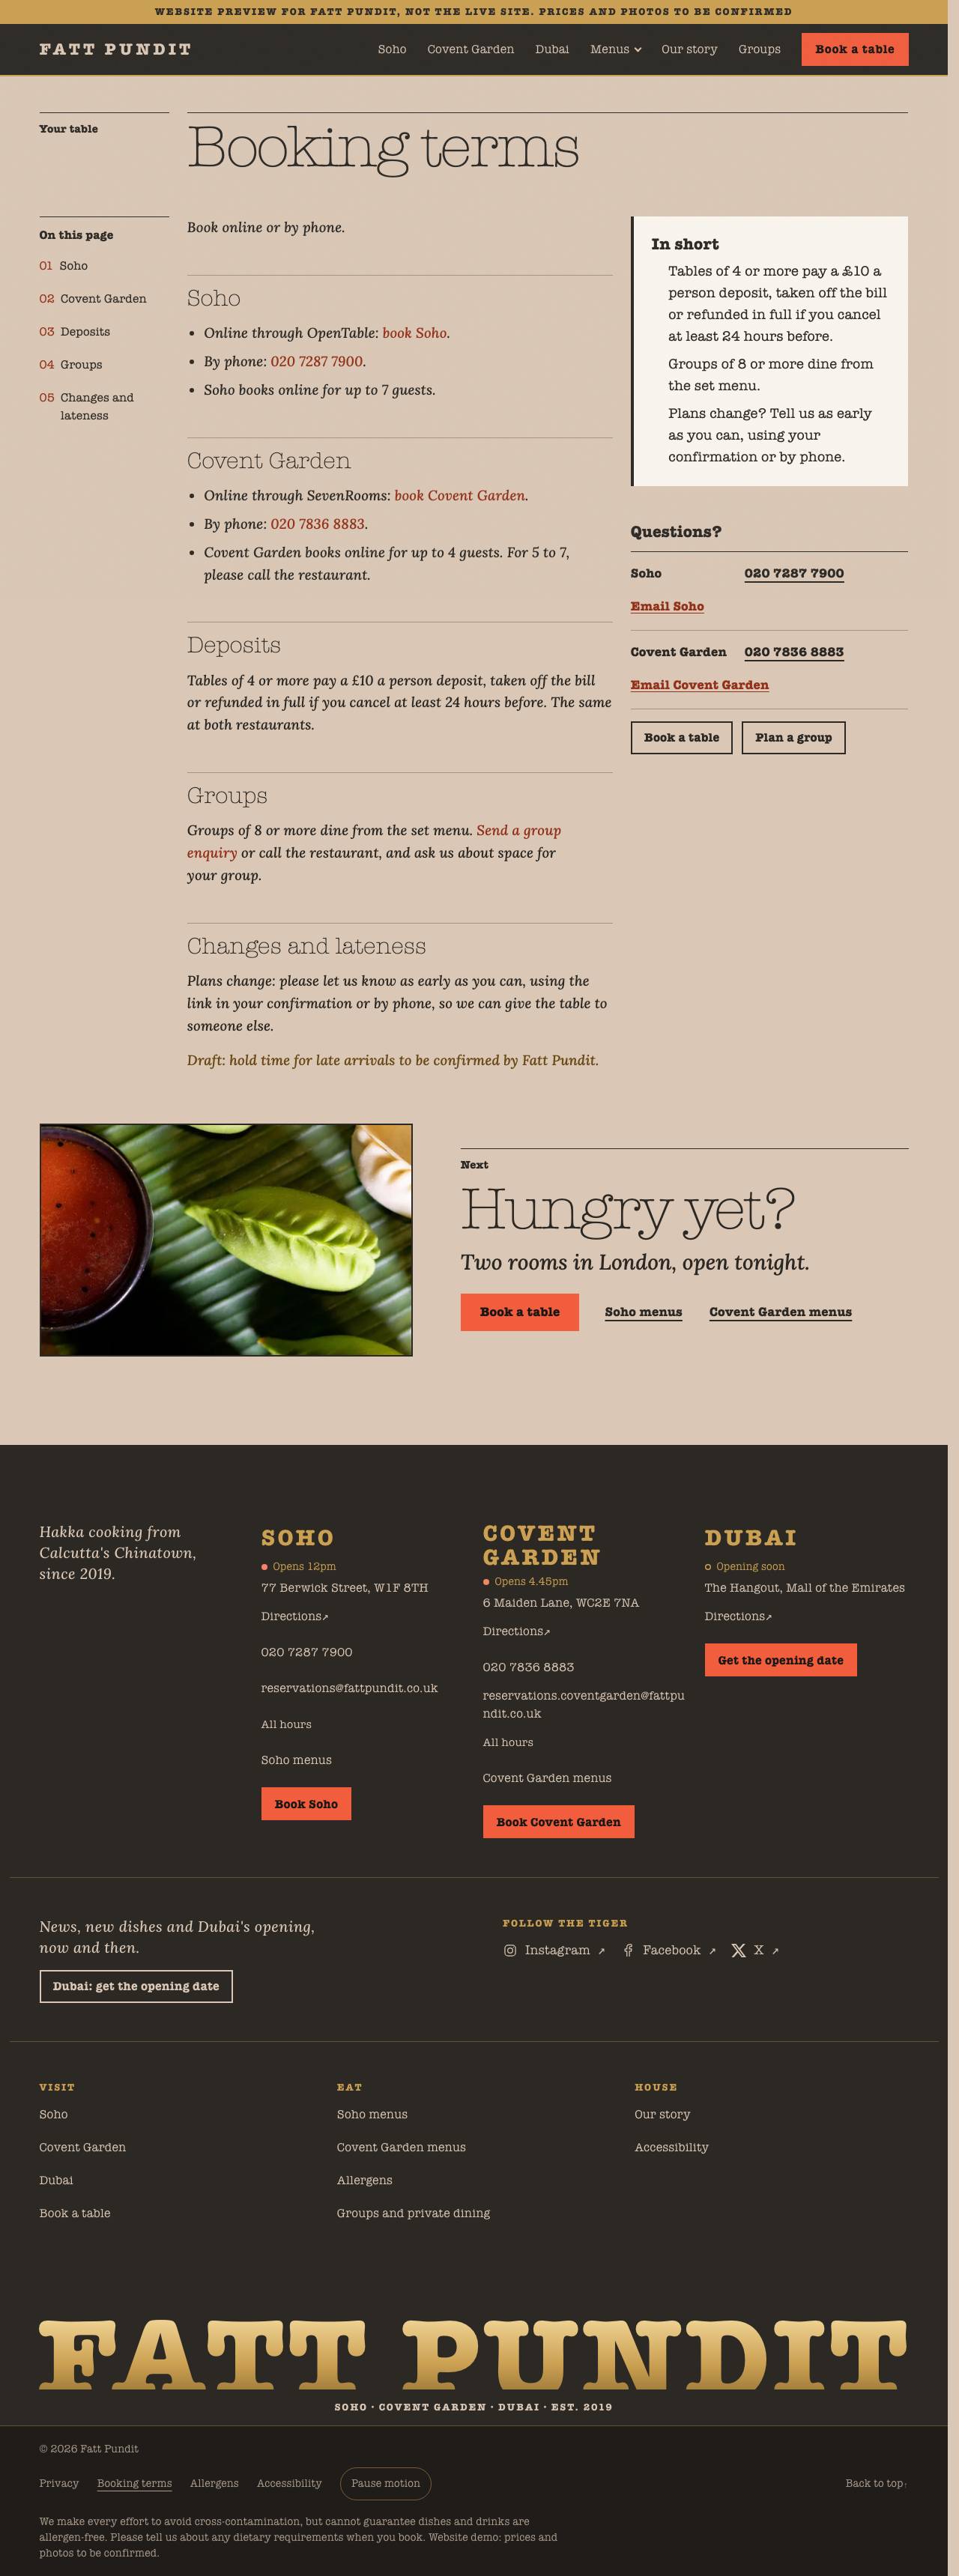 WEBSITE PREVIEW FOR FATT PUNDIT, NOT THE LIVE SITE. PRICES AND PHOTOS TO BE CONFIRMED
FATT PUNDIT
Soho
Covent Garden
Dubai
Menus
Our story
Groups
Book a table
Your table
Booking terms
On this page
01 Soho
02 Covent Garden
03 Deposits
04 Groups
05 Changes and
lateness
Book online or by phone.
Soho
• Online through OpenTable: book Soho.
• By phone: 020 7287 7900.
• Soho books online for up to 7 guests.
Covent Garden
• Online through SevenRooms: book Covent Garden.
• By phone: 020 7836 8883.
• Covent Garden books online for up to 4 guests. For 5 to 7,
please call the restaurant.
Deposits
Tables of 4 or more pay a £10 a person deposit, taken off the bill
or refunded in full if you cancel at least 24 hours before. The same
at both restaurants.
Groups
Groups of 8 or more dine from the set menu. Send a group
enquiry or call the restaurant, and ask us about space for
your group.
Changes and lateness
Plans change: please let us know as early as you can, using the
link in your confirmation or by phone, so we can give the table to
someone else.
Draft: hold time for late arrivals to be confirmed by Fatt Pundit.
In short
Tables of 4 or more pay a £10 a
person deposit, taken off the bill
or refunded in full if you cancel
at least 24 hours before.
Groups of 8 or more dine from
the set menu.
Plans change? Tell us as early
as you can, using your
confirmation or by phone.
Questions?
Soho 020 7287 7900
Email Soho
Covent Garden 020 7836 8883
Email Covent Garden
Book a table
Plan a group
Next
Hungry yet?
Two rooms in London, open tonight.
Book a table
Soho menus
Covent Garden menus
Hakka cooking from
Calcutta's Chinatown,
since 2019.
SOHO
Opens 12pm
77 Berwick Street, W1F 8TH
Directions↗
020 7287 7900
reservations@fattpundit.co.uk
All hours
Soho menus
Book Soho
COVENT
GARDEN
Opens 4.45pm
6 Maiden Lane, WC2E 7NA
Directions↗
020 7836 8883
reservations.coventgarden@fattpu
ndit.co.uk
All hours
Covent Garden menus
Book Covent Garden
DUBAI
Opening soon
The Hangout, Mall of the Emirates
Directions↗
Get the opening date
News, new dishes and Dubai's opening,
now and then.
Dubai: get the opening date
FOLLOW THE TIGER
Instagram ↗
Facebook ↗
X ↗
VISIT
Soho
Covent Garden
Dubai
Book a table
EAT
Soho menus
Covent Garden menus
Allergens
Groups and private dining
HOUSE
Our story
Accessibility
FATT PUNDIT
SOHO · COVENT GARDEN · DUBAI · EST. 2019
© 2026 Fatt Pundit
Privacy
Booking terms
Allergens
Accessibility
Pause motion
Back to top↑
We make every effort to avoid cross-contamination, but cannot guarantee dishes and drinks are
allergen-free. Please tell us about any dietary requirements when you book. Website demo: prices and
photos to be confirmed.